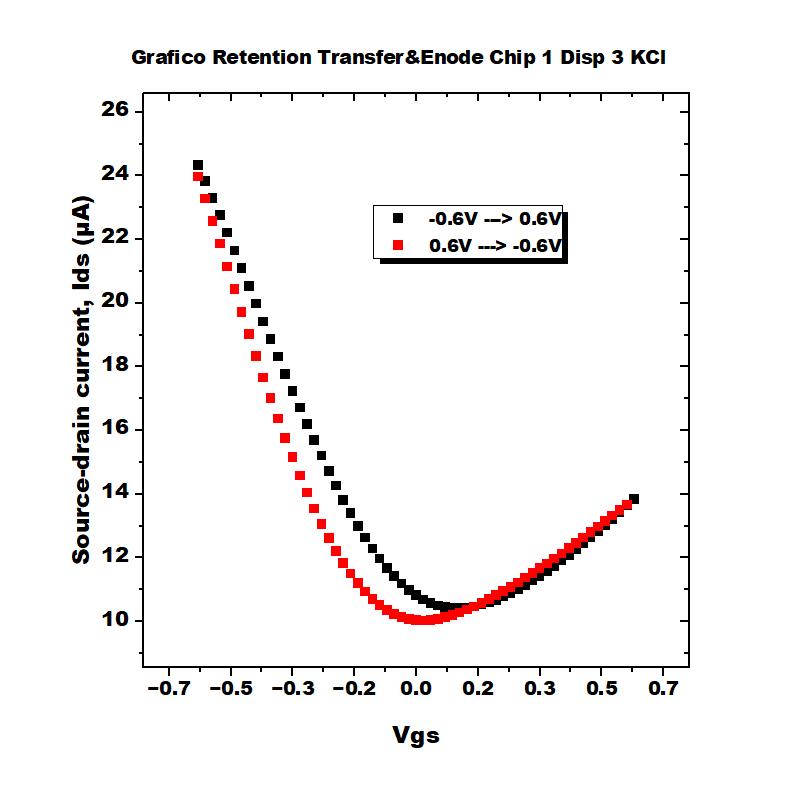 Grafico Retention Transfer&Enode Chip 1 Disp 3 KCl
26
24
22
20
18
16
14
12
10
Source-drain current, Ids (µA)
-0.6V ---> 0.6V
0.6V ---> -0.6V
−0.7 −0.5 −0.3 −0.2 0.0 0.2 0.3 0.5 0.7
Vgs